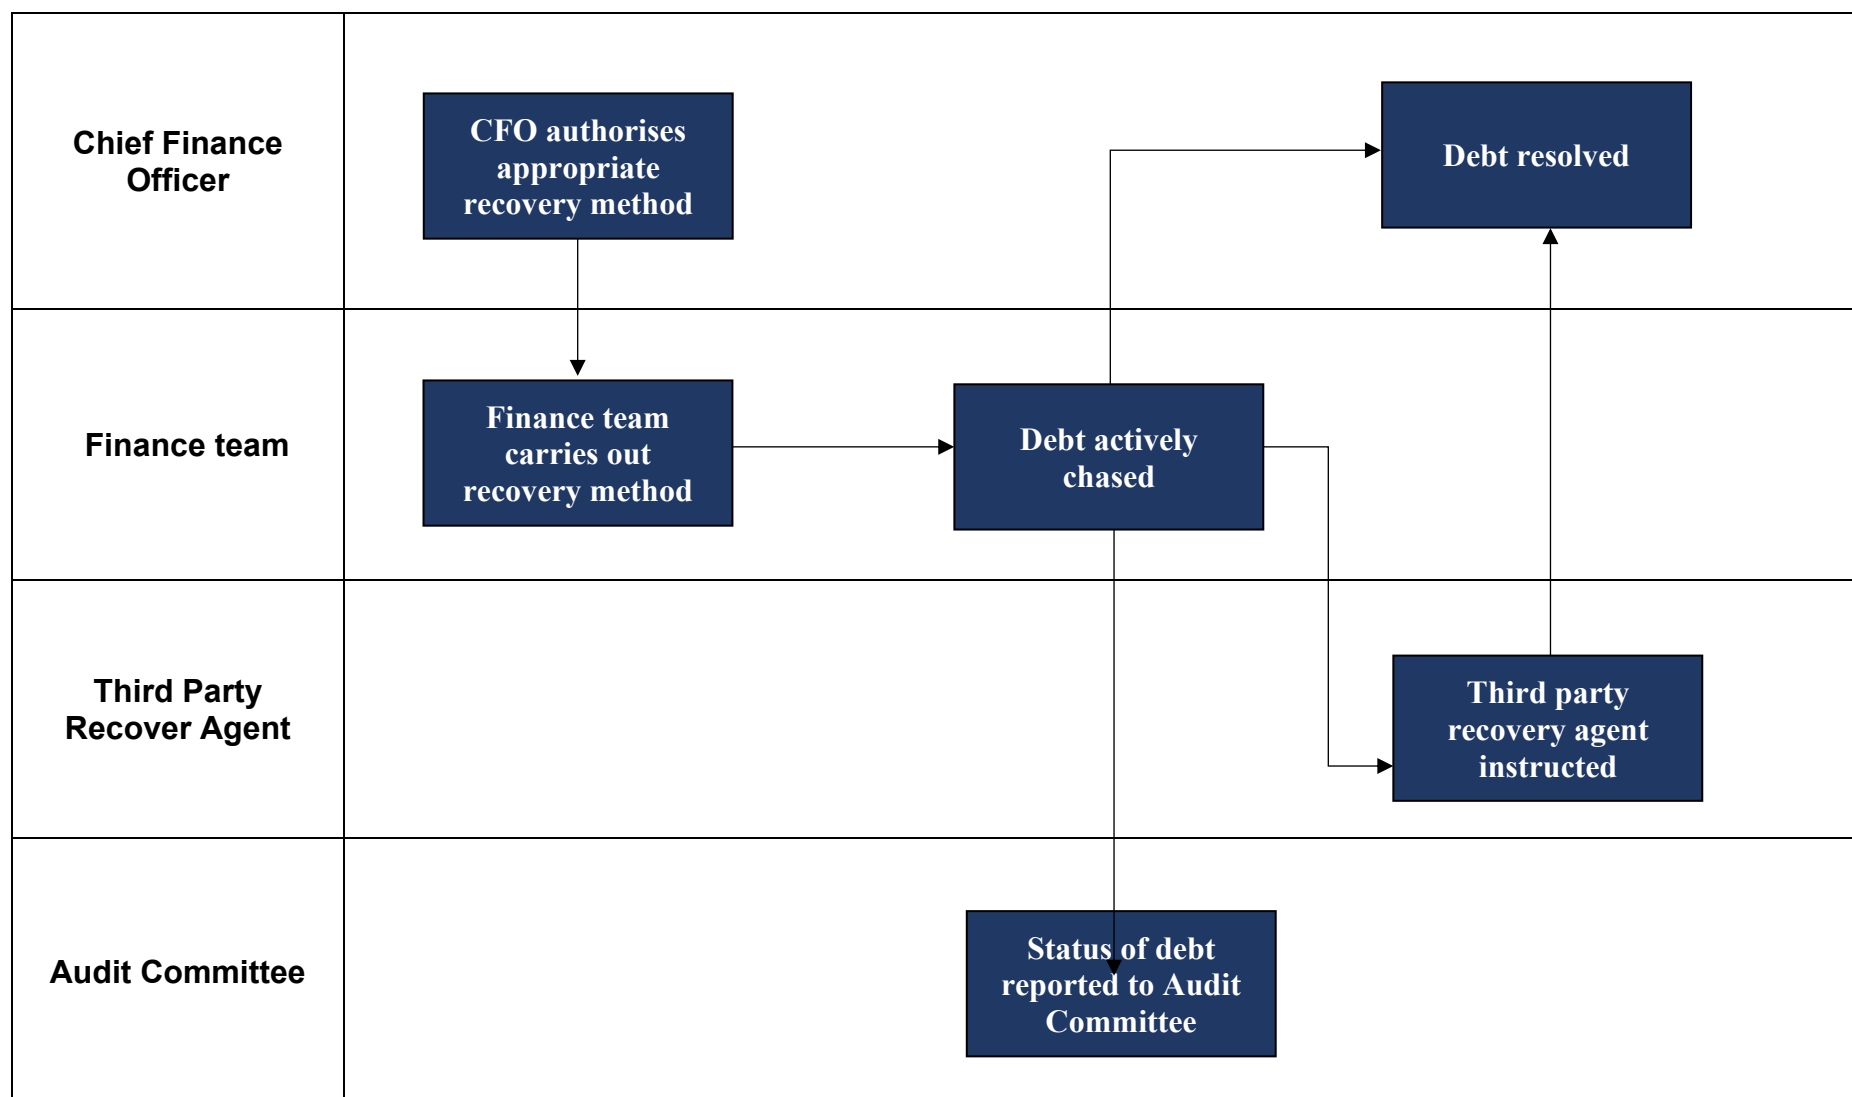 Chief Finance
Officer
CFO authorises
appropriate
recovery method
Debt resolved
Finance team
Finance team
carries out
recovery method
Debt actively
chased
Third Party
Recover Agent
Third party
recovery agent
instructed
Audit Committee
Status of debt
reported to Audit
Committee